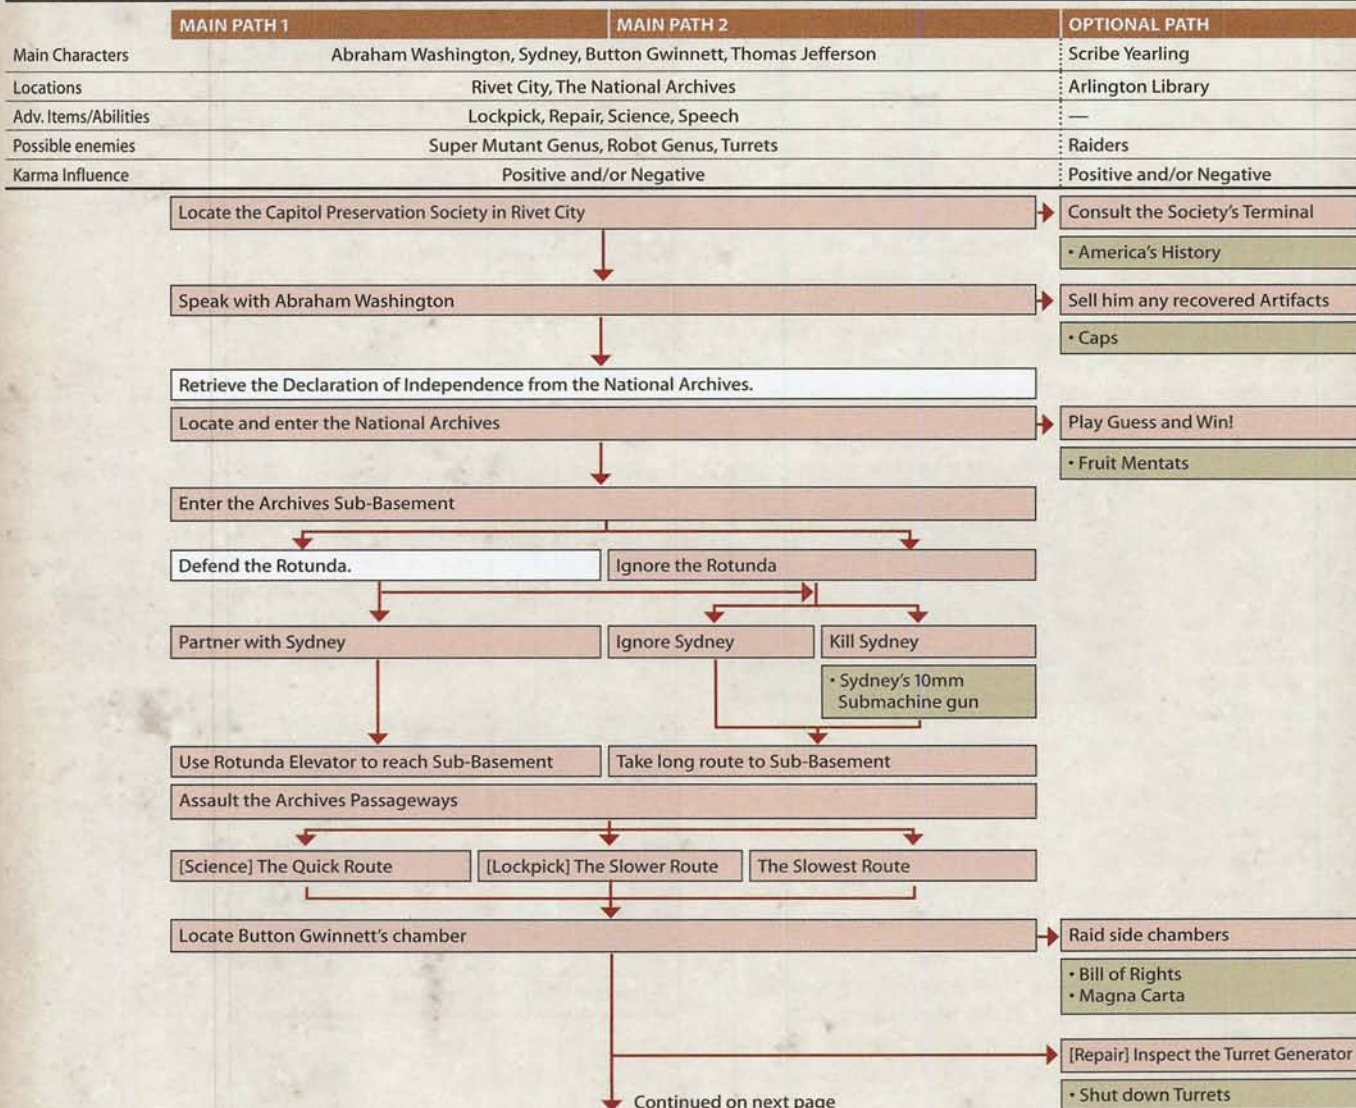 MAIN PATH 1 MAIN PATH 2 OPTIONAL PATH
Main Characters Abraham Washington, Sydney, Button Gwinnett, Thomas Jefferson Scribe Yearling
Locations Rivet City, The National Archives Arlington Library
Adv. Items/Abilities Lockpick, Repair, Science, Speech —
Possible enemies Super Mutant Genus, Robot Genus, Turrets Raiders
Karma Influence Positive and/or Negative Positive and/or Negative
Locate the Capitol Preservation Society in Rivet City Consult the Society's Terminal
• America's History
Speak with Abraham Washington Sell him any recovered Artifacts
• Caps
Retrieve the Declaration of Independence from the National Archives.
Locate and enter the National Archives Play Guess and Win!
• Fruit Mentats
Enter the Archives Sub-Basement
Defend the Rotunda. Ignore the Rotunda
Partner with Sydney Ignore Sydney Kill Sydney
• Sydney's 10mm
Submachine gun
Use Rotunda Elevator to reach Sub-Basement Take long route to Sub-Basement
Assault the Archives Passageways
[Science] The Quick Route [Lockpick] The Slower Route The Slowest Route
Locate Button Gwinnett's chamber Raid side chambers
• Bill of Rights
• Magna Carta
[Repair] Inspect the Turret Generator
• Shut down Turrets
Continued on next page